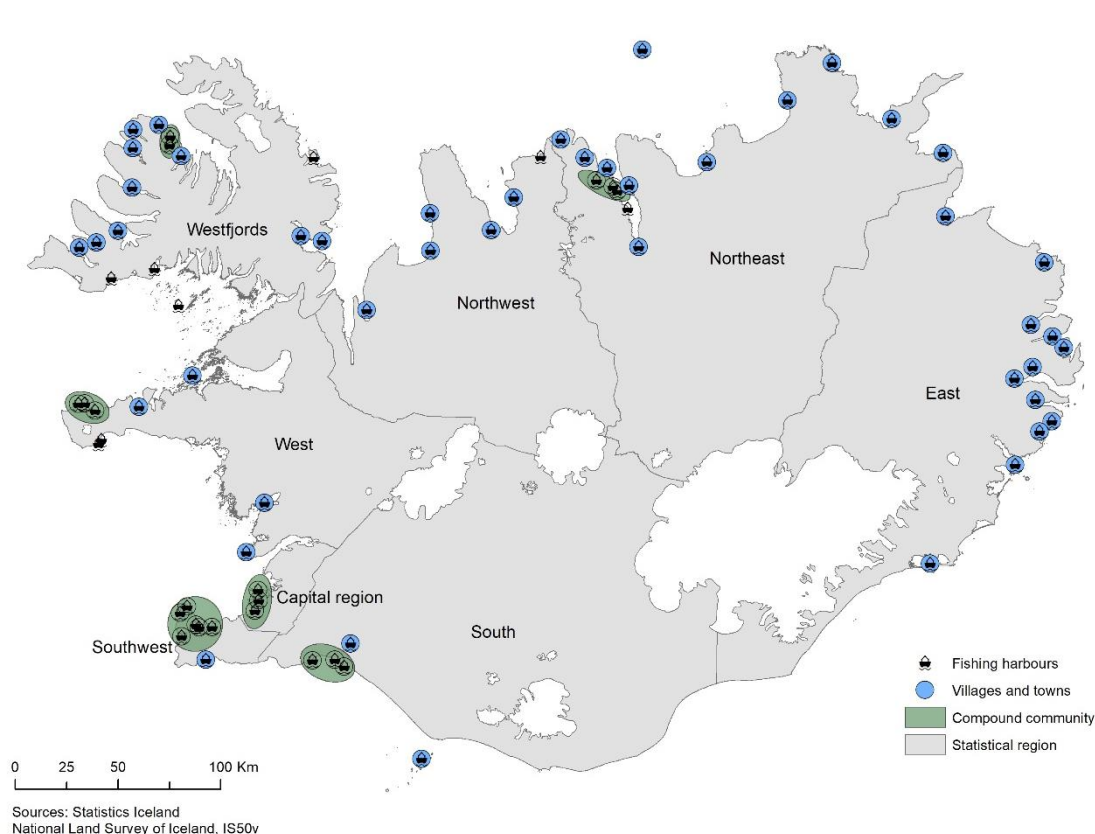 Westfjords
Northeast
Northwest
East
West
Capital region
South
Southwest
Fishing harbours
Villages and towns
Compound community
Statistical region
0 25 50 100 Km
Sources: Statistics Iceland
National Land Survey of Iceland, IS50v